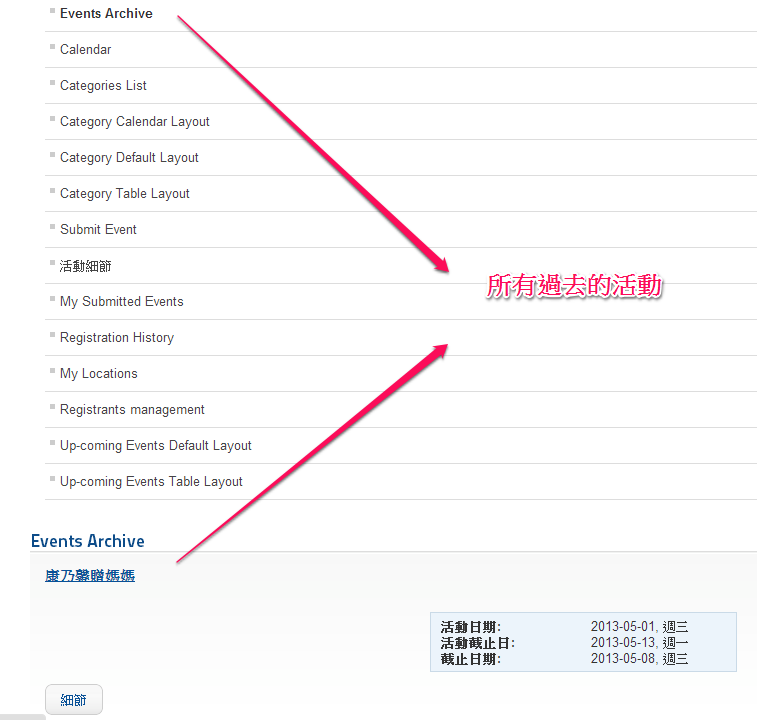 Events Archive
Calendar
Categories List
Category Calendar Layout
Category Default Layout
Category Table Layout
Submit Event
活動細節
所有過去的活動
My Submitted Events
Registration History
My Locations
Registrants management
Up-coming Events Default Layout
Up-coming Events Table Layout
Events Archive
康乃馨贈媽媽
活動日期: 2013-05-01, 週三
活動截止日: 2013-05-13, 週一
截止日期: 2013-05-08, 週三
細節